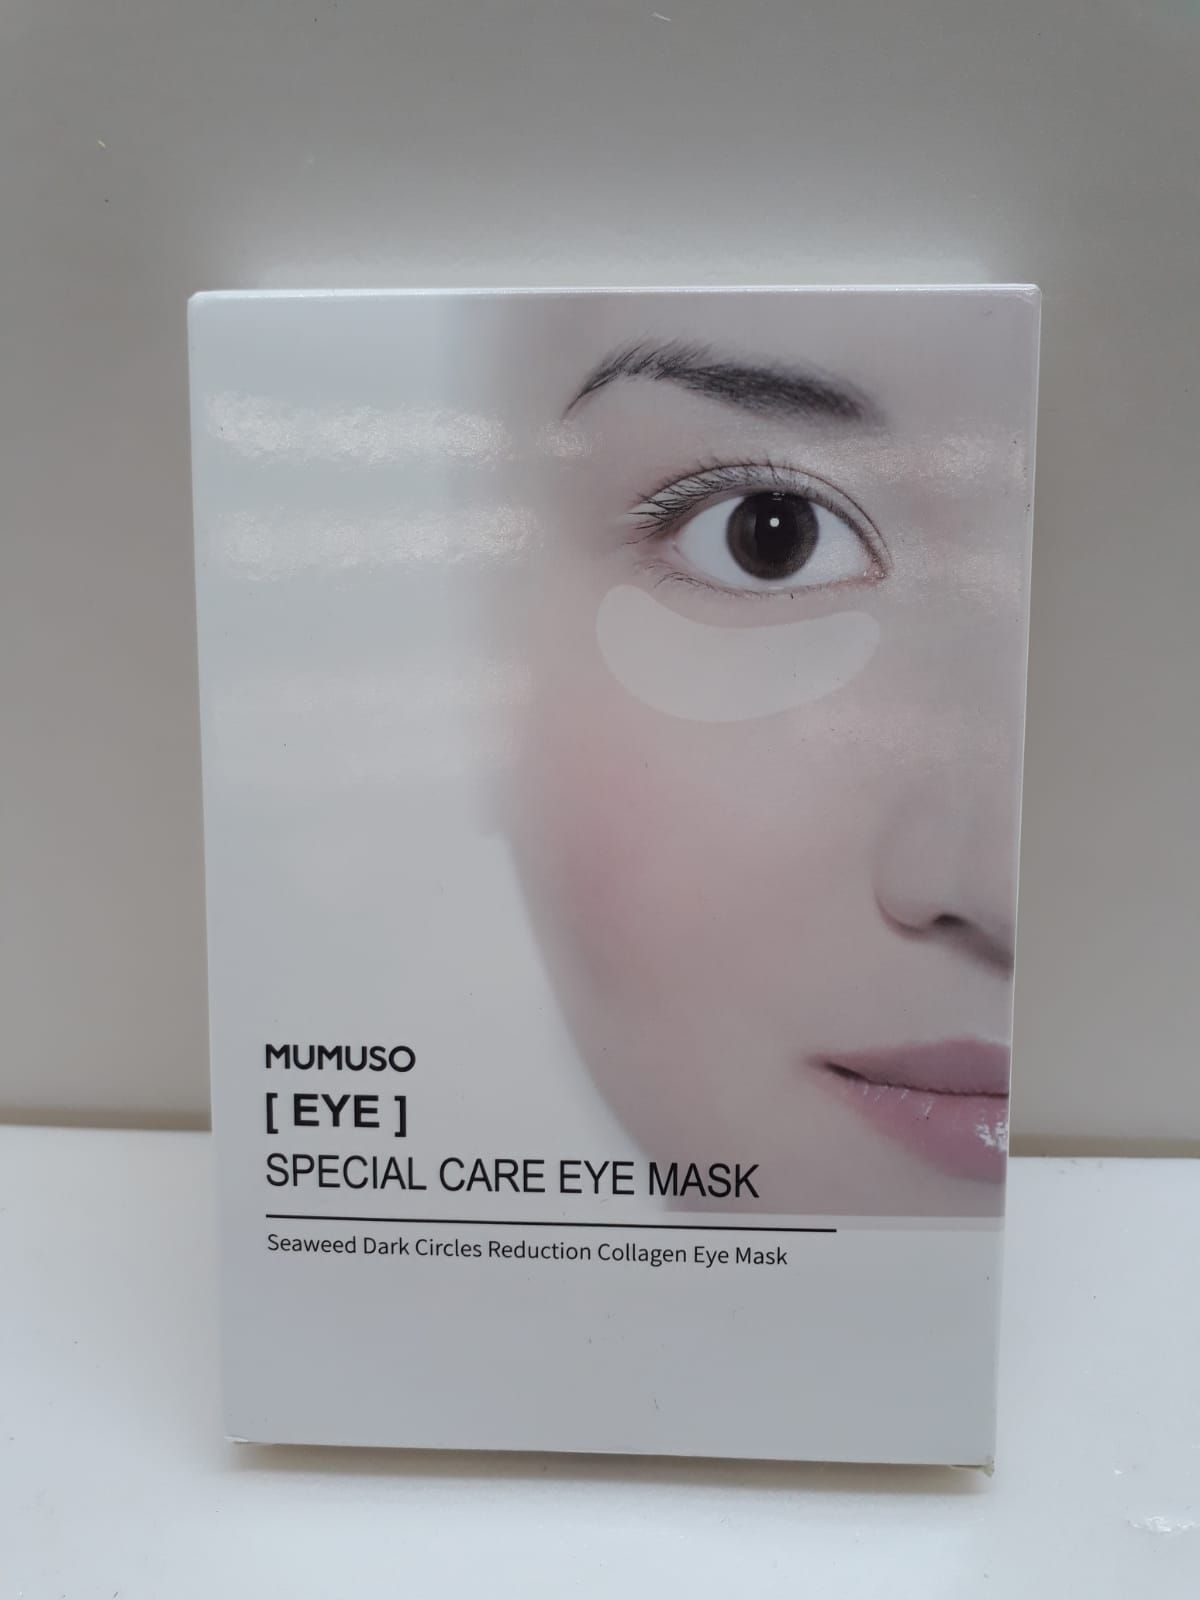 MUMUSO
[ EYE ]
SPECIAL CARE EYE MASK
Seaweed Dark Circles Reduction Collagen Eye Mask